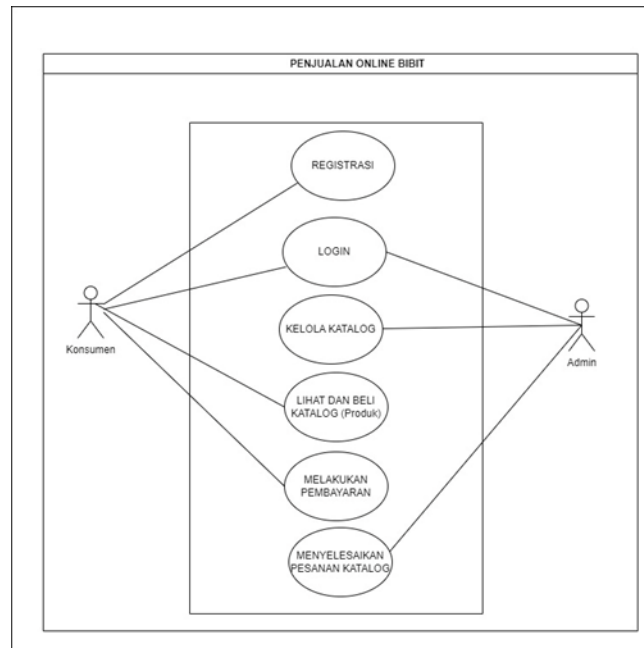 PENJUALAN ONLINE BIBIT
REGISTRASI
LOGIN
KELOLA KATALOG
Konsumen
Admin
LIHAT DAN BELI
KATALOG (Produk)
MELAKUKAN
PEMBAYARAN
MENYELESAIKAN
PESANAN KATALOG